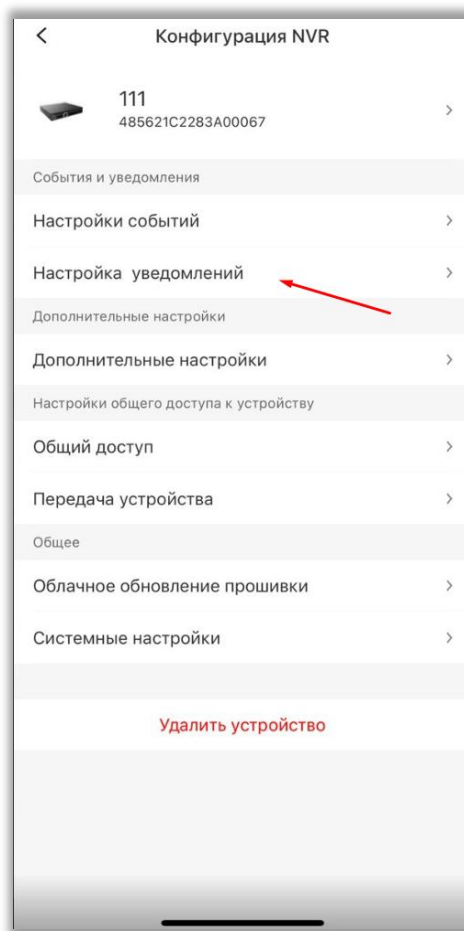 Конфигурация NVR
111
485621C2283A00067
События и уведомления
Настройки событий
Настройка уведомлений
Дополнительные настройки
Дополнительные настройки
Настройки общего доступа к устройству
Общий доступ
Передача устройства
Общее
Облачное обновление прошивки
Системные настройки
Удалить устройство